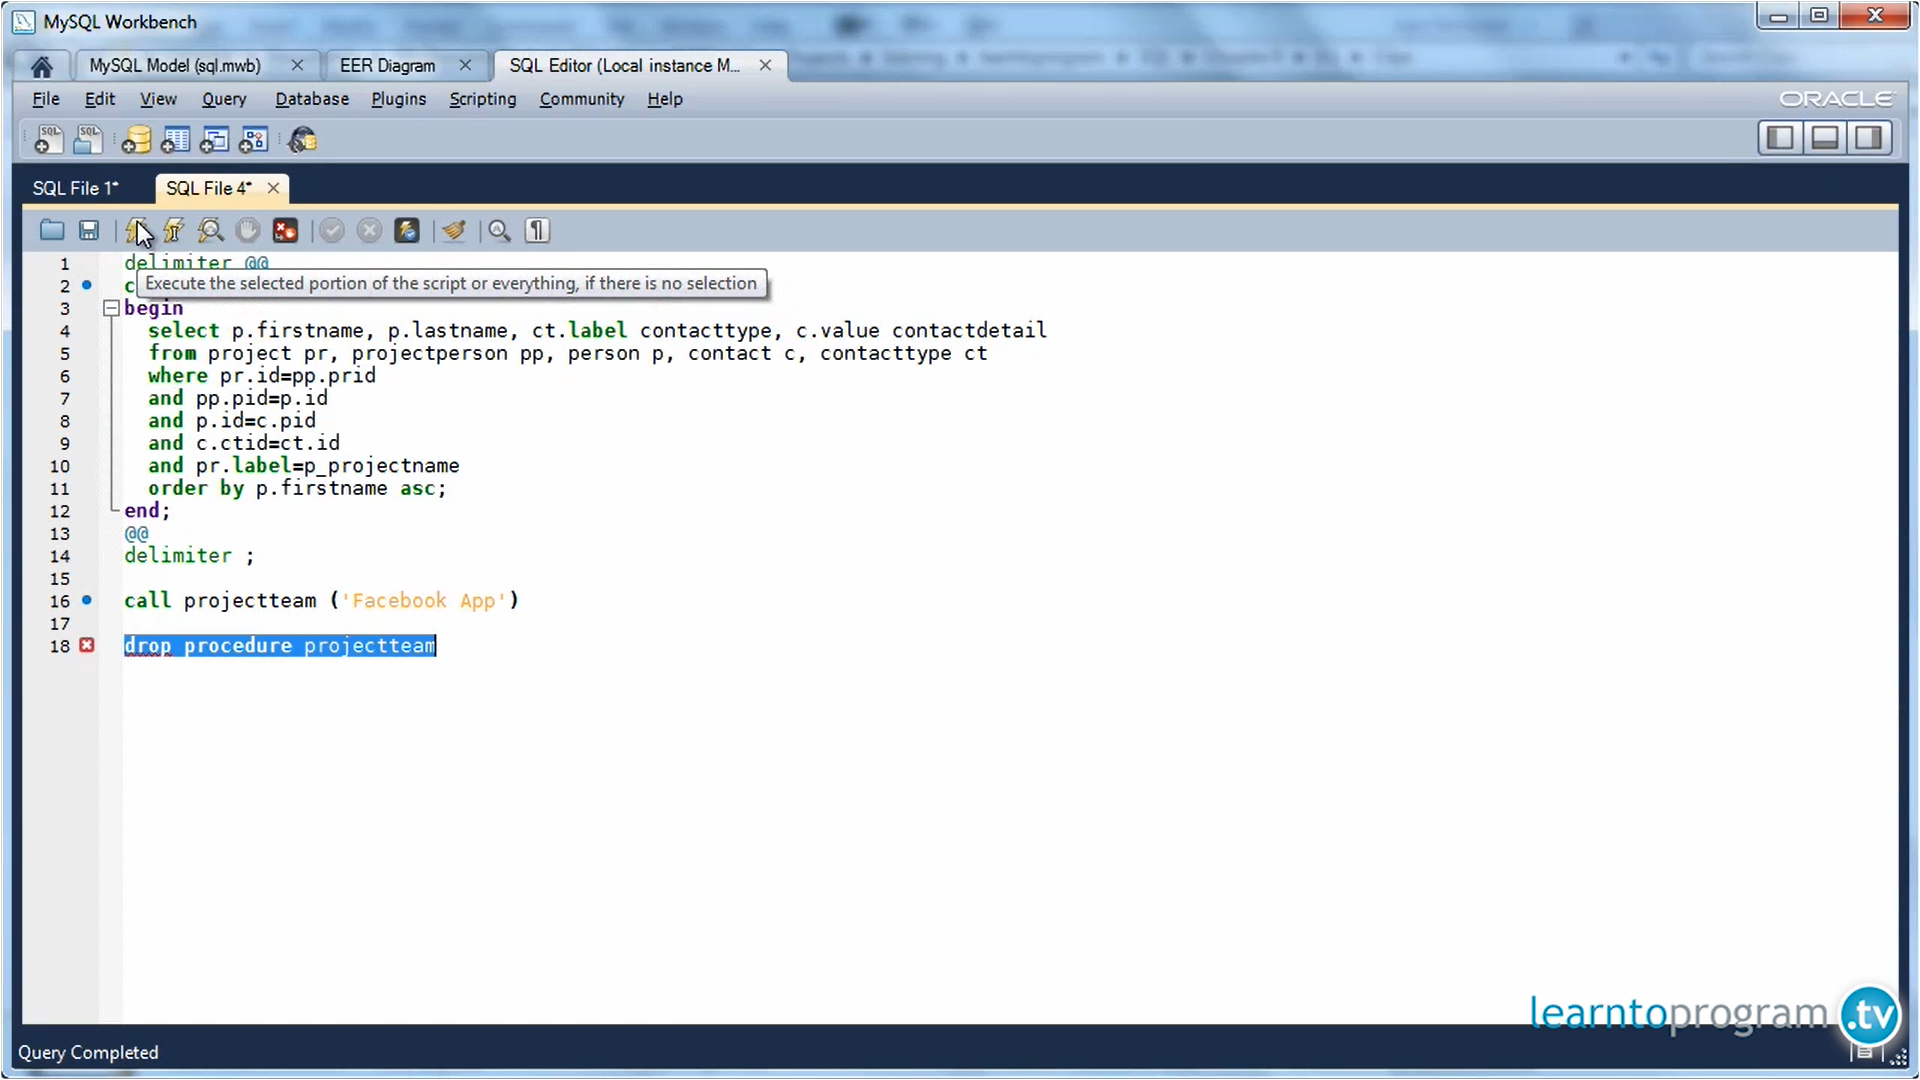 MySQL Workbench
MySQL Model (sql.mwb)
EER Diagram
SQL Editor (Local instance M...
File Edit View Query Database Plugins Scripting Community Help
ORACLE
SQL SQL
SQL File 1*
SQL File 4*
1 delimiter @@
Execute the selected portion of the script or everything, if there is no selection
2 c
3 begin
4 select p.firstname, p.lastname, ct.label contacttype, c.value contactdetail
5 from project pr, projectperson pp, person p, contact c, contacttype ct
6 where pr.id=pp.prid
7 and pp.pid=p.id
8 and p.id=c.pid
9 and c.ctid=ct.id
10 and pr.label=p_projectname
11 order by p.firstname asc;
12 end;
13 @@
14 delimiter ;
15
16 call projectteam ('Facebook App')
17
18 drop procedure projectteam
learntoprogram.tv
Query Completed